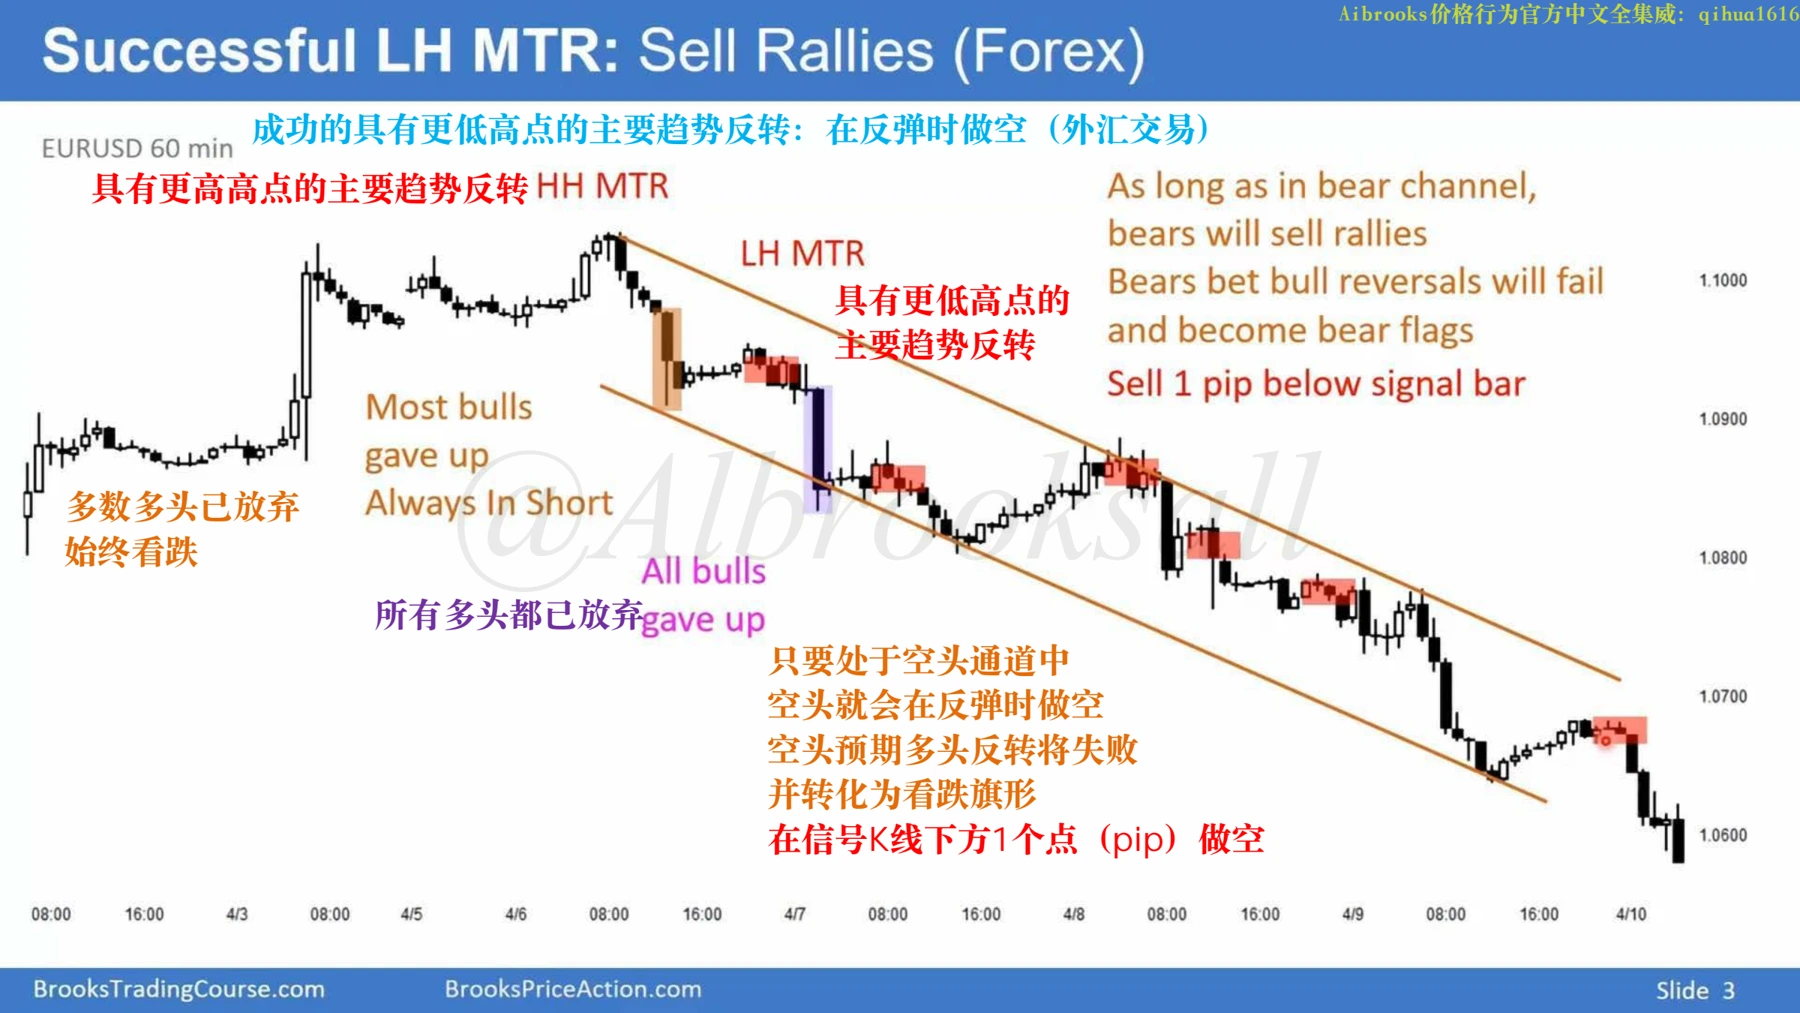 Aibrooks价格行为官方中文全集威：qihua1616
Successful LH MTR: Sell Rallies (Forex)
EURUSD 60 min
成功的具有更低高点的主要趋势反转：在反弹时做空（外汇交易）
具有更高高点的主要趋势反转 HH MTR
LH MTR
具有更低高点的
主要趋势反转
As long as in bear channel,
bears will sell rallies
Bears bet bull reversals will fail
and become bear flags
Sell 1 pip below signal bar
1.1000
1.0900
1.0800
1.0700
1.0600
Most bulls
gave up
Always In Short
多数多头已放弃
始终看跌
@Albrooksall
All bulls
gave up
所有多头都已放弃
只要处于空头通道中
空头就会在反弹时做空
空头预期多头反转将失败
并转化为看跌旗形
在信号K线下方1个点（pip）做空
08:00 16:00 4/3 08:00 4/5 4/6 08:00 16:00 4/7 08:00 16:00 4/8 08:00 16:00 4/9 08:00 16:00 4/10
BrooksTradingCourse.com BrooksPriceAction.com Slide 3